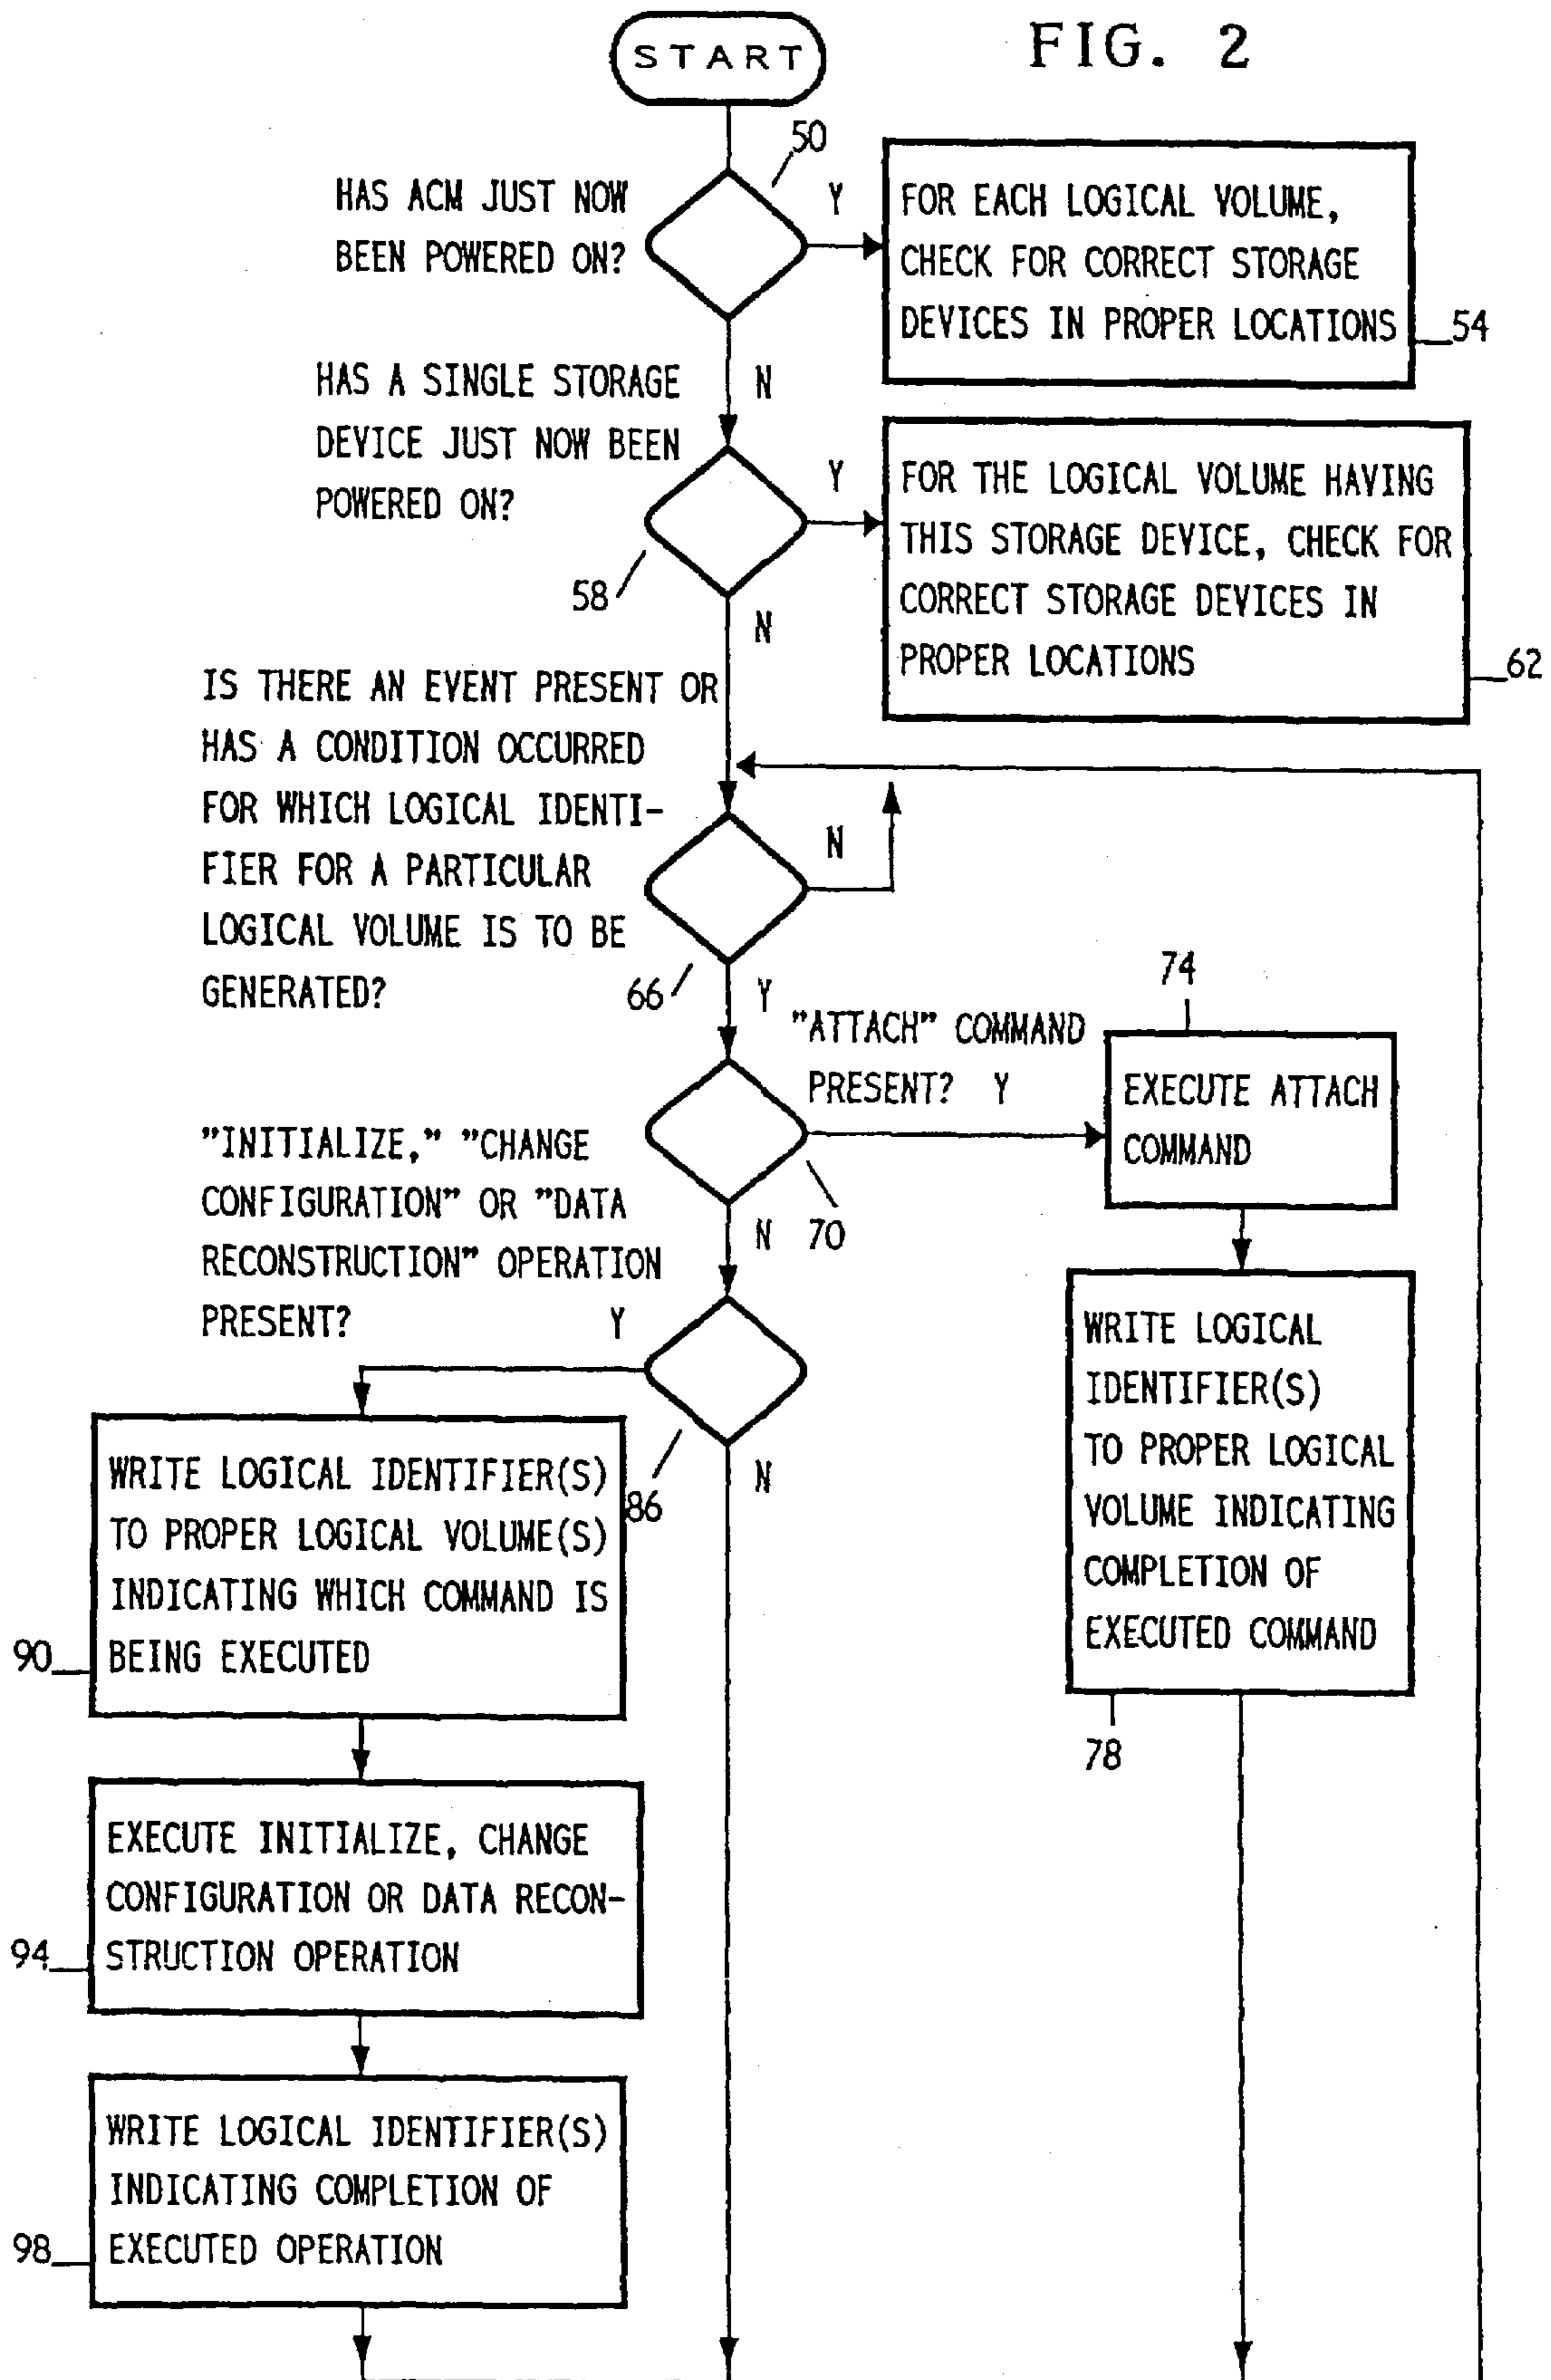 START
FIG. 2
50
HAS ACM JUST NOW
BEEN POWERED ON?
Y
FOR EACH LOGICAL VOLUME,
CHECK FOR CORRECT STORAGE
DEVICES IN PROPER LOCATIONS
54
N
HAS A SINGLE STORAGE
DEVICE JUST NOW BEEN
POWERED ON?
58
Y
FOR THE LOGICAL VOLUME HAVING
THIS STORAGE DEVICE, CHECK FOR
CORRECT STORAGE DEVICES IN
PROPER LOCATIONS
62
N
IS THERE AN EVENT PRESENT OR
HAS A CONDITION OCCURRED
FOR WHICH LOGICAL IDENTI-
FIER FOR A PARTICULAR
LOGICAL VOLUME IS TO BE
GENERATED?
N
66
Y
"ATTACH" COMMAND
PRESENT? Y
74
EXECUTE ATTACH
COMMAND
70
N
"INITIALIZE," "CHANGE
CONFIGURATION" OR "DATA
RECONSTRUCTION" OPERATION
PRESENT? Y
WRITE LOGICAL
IDENTIFIER(S)
TO PROPER LOGICAL
VOLUME INDICATING
COMPLETION OF
EXECUTED COMMAND
78
86
N
WRITE LOGICAL IDENTIFIER(S)
TO PROPER LOGICAL VOLUME(S)
INDICATING WHICH COMMAND IS
BEING EXECUTED
90
EXECUTE INITIALIZE, CHANGE
CONFIGURATION OR DATA RECON-
STRUCTION OPERATION
94
WRITE LOGICAL IDENTIFIER(S)
INDICATING COMPLETION OF
EXECUTED OPERATION
98